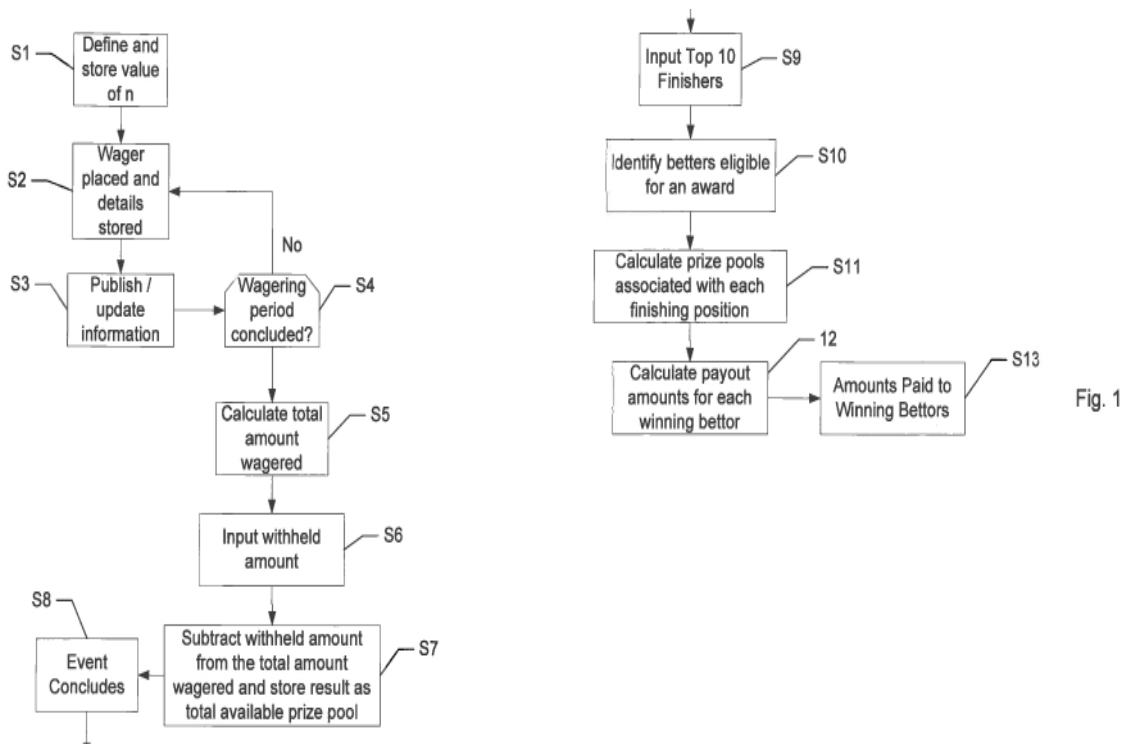 S1
Define and
store value
of n
S2
Wager
placed and
details
stored
No
S3
Publish /
update
information
S4
Wagering
period
concluded?
S5
Calculate total
amount
wagered
S6
Input withheld
amount
S7
Subtract withheld amount
from the total amount
wagered and store result as
total available prize pool
S8
Event
Concludes
S9
Input Top 10
Finishers
S10
Identify betters eligible
for an award
S11
Calculate prize pools
associated with each
finishing position
12
Calculate payout
amounts for each
winning bettor
S13
Amounts Paid to
Winning Bettors
Fig. 1